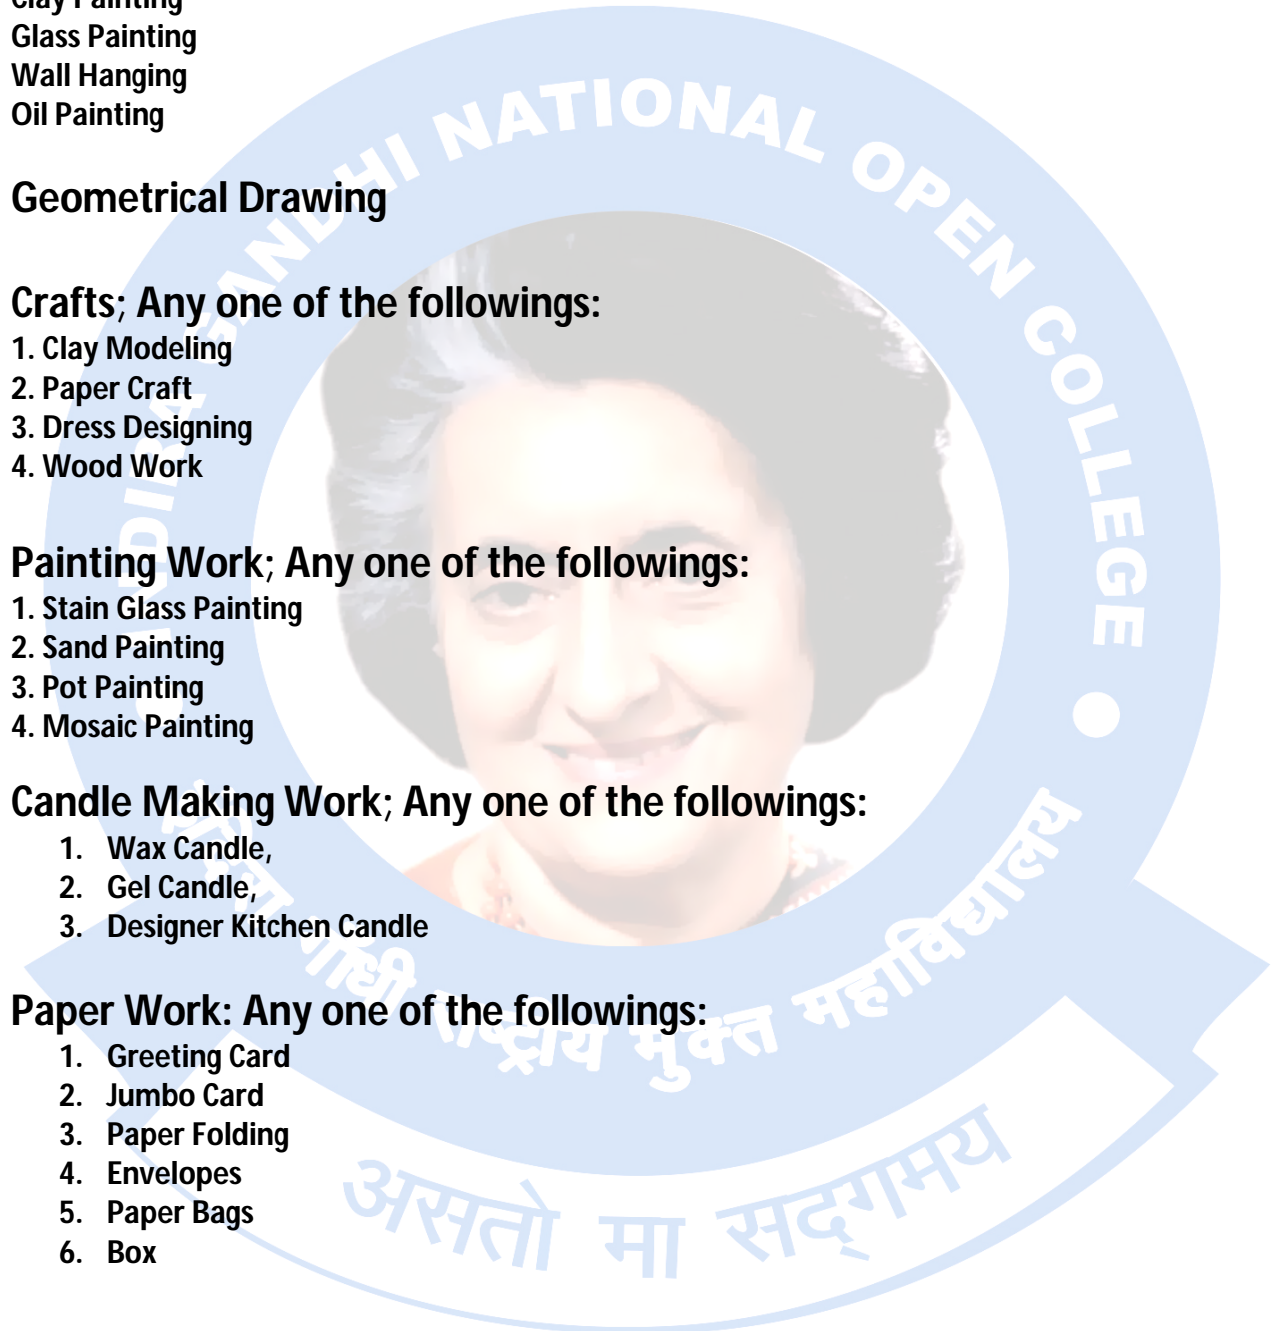 Clay Painting
Glass Painting
Wall Hanging
Oil Painting
Geometrical Drawing
Crafts; Any one of the followings:
1. Clay Modeling
2. Paper Craft
3. Dress Designing
4. Wood Work
Painting Work; Any one of the followings:
1. Stain Glass Painting
2. Sand Painting
3. Pot Painting
4. Mosaic Painting
Candle Making Work; Any one of the followings:
1. Wax Candle,
2. Gel Candle,
3. Designer Kitchen Candle
Paper Work: Any one of the followings:
1. Greeting Card
2. Jumbo Card
3. Paper Folding
4. Envelopes
5. Paper Bags
6. Box
INDIRA GANDHI NATIONAL OPEN COLLEGE
इंदिरा गांधी राष्ट्रीय मुक्त महाविद्यालय
असतो मा सद्गमय